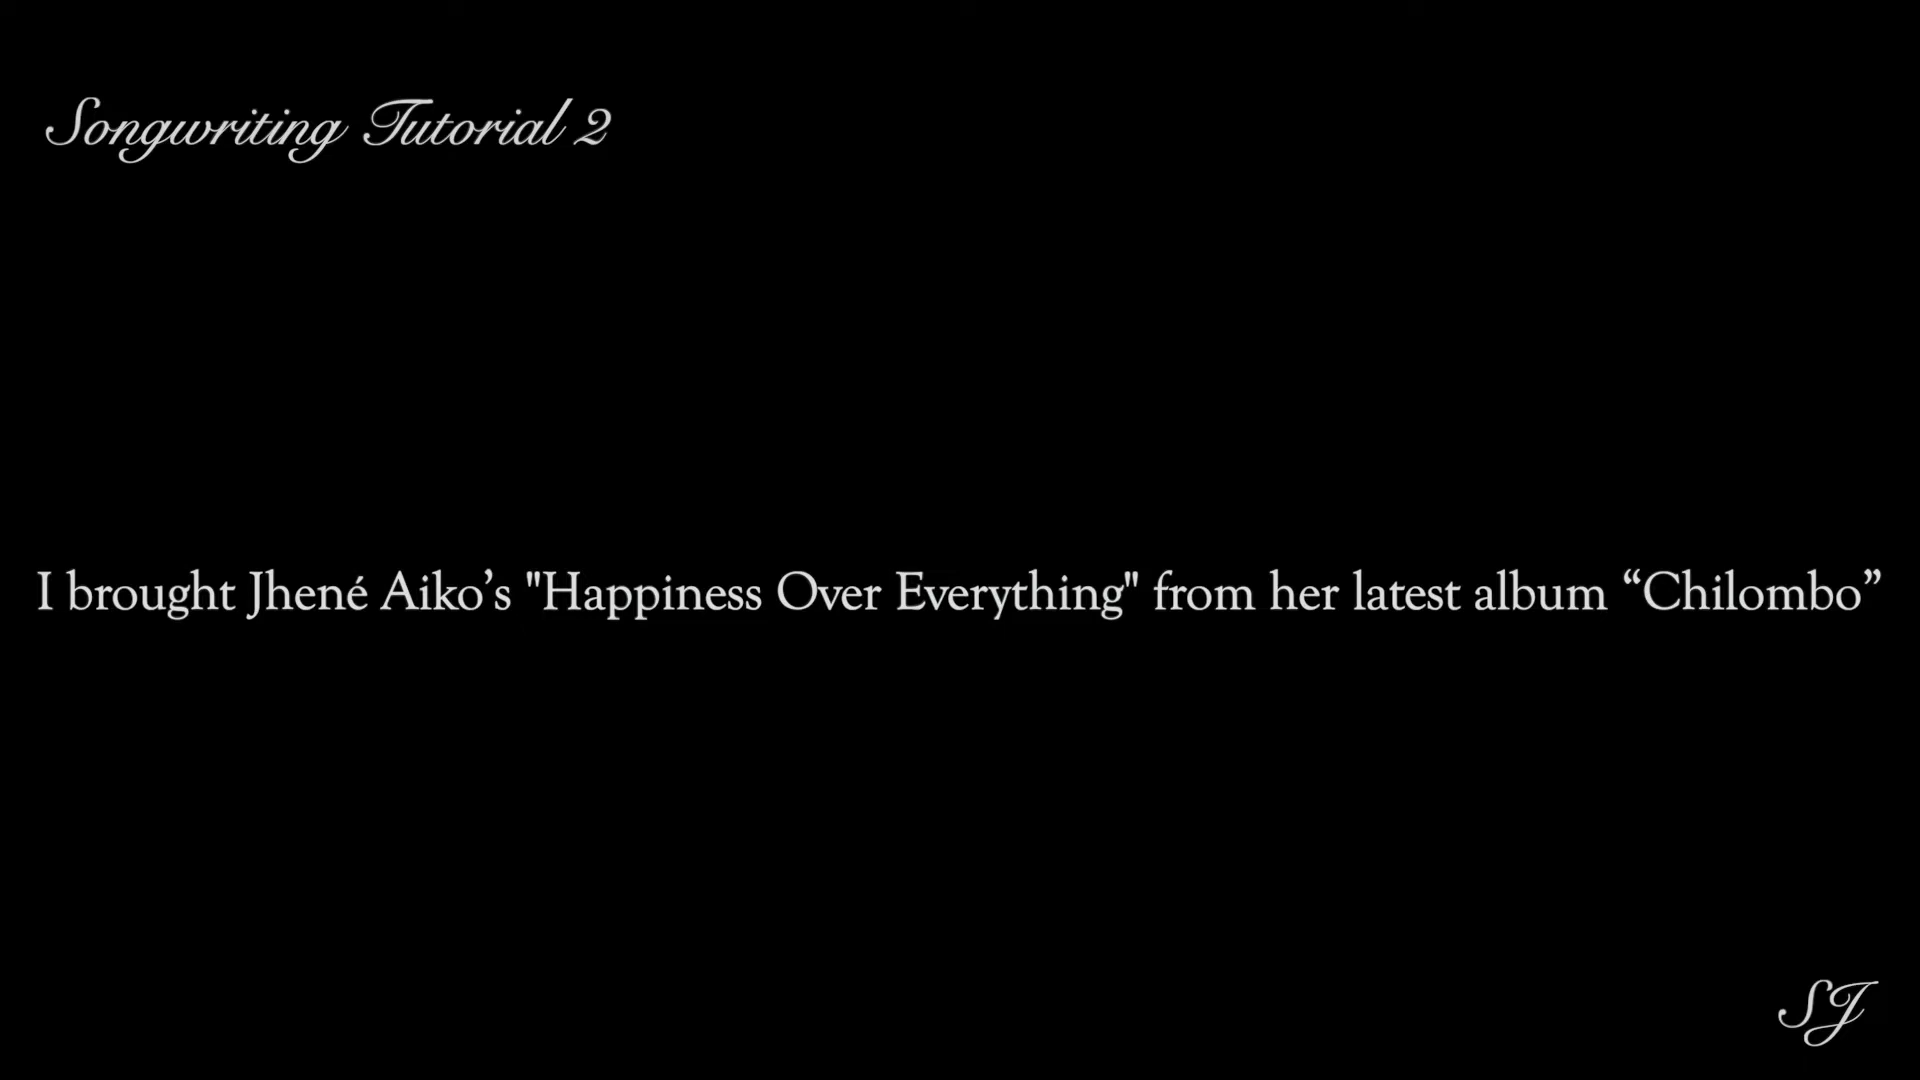 Songwriting Tutorial 2
I brought Jhené Aiko’s "Happiness Over Everything" from her latest album “Chilombo”
SJ